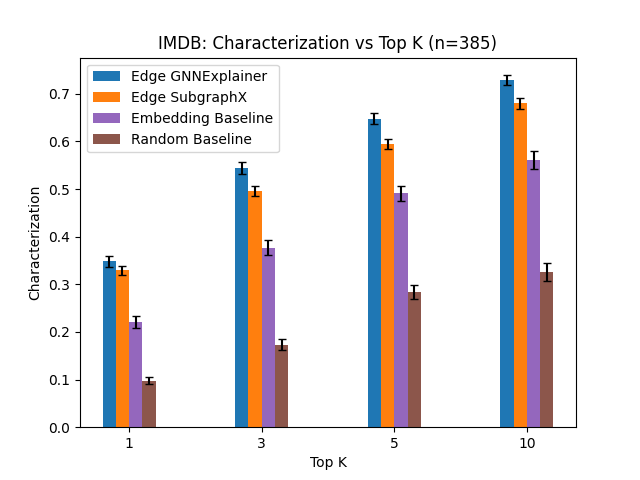 IMDB: Characterization vs Top K (n=385)
Edge GNNExplainer
Edge SubgraphX
Embedding Baseline
Random Baseline
Characterization
0.7
0.6
0.5
0.4
0.3
0.2
0.1
0.0
1 3 5 10
Top K